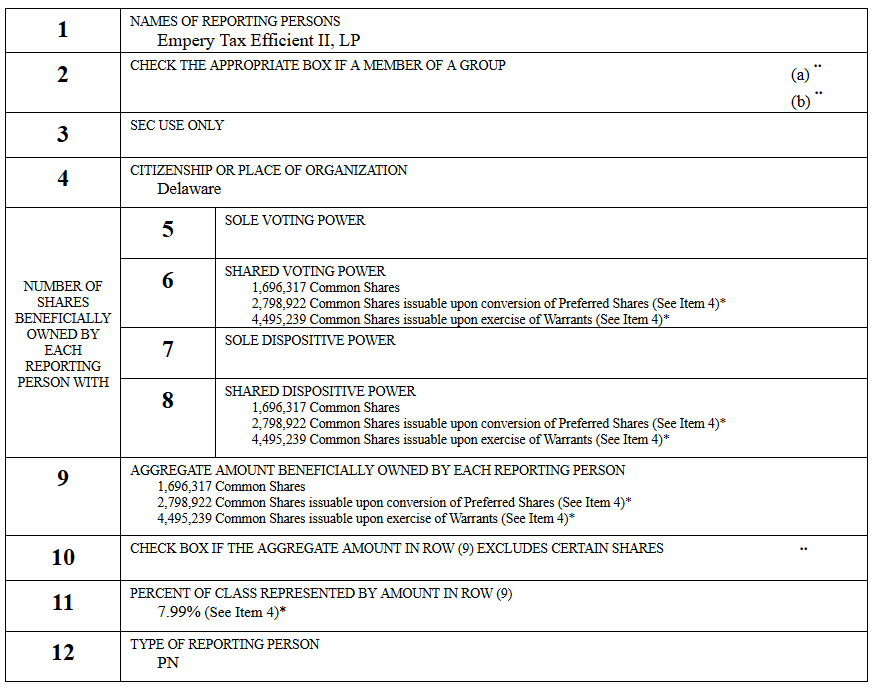 1
NAMES OF REPORTING PERSONS
Empery Tax Efficient II, LP
2
CHECK THE APPROPRIATE BOX IF A MEMBER OF A GROUP
(a) ¨
(b) ¨
3
SEC USE ONLY
4
CITIZENSHIP OR PLACE OF ORGANIZATION
Delaware
NUMBER OF
SHARES
BENEFICIALLY
OWNED BY
EACH
REPORTING
PERSON WITH
5
SOLE VOTING POWER
6
SHARED VOTING POWER
1,696,317 Common Shares
2,798,922 Common Shares issuable upon conversion of Preferred Shares (See Item 4)*
4,495,239 Common Shares issuable upon exercise of Warrants (See Item 4)*
7
SOLE DISPOSITIVE POWER
8
SHARED DISPOSITIVE POWER
1,696,317 Common Shares
2,798,922 Common Shares issuable upon conversion of Preferred Shares (See Item 4)*
4,495,239 Common Shares issuable upon exercise of Warrants (See Item 4)*
9
AGGREGATE AMOUNT BENEFICIALLY OWNED BY EACH REPORTING PERSON
1,696,317 Common Shares
2,798,922 Common Shares issuable upon conversion of Preferred Shares (See Item 4)*
4,495,239 Common Shares issuable upon exercise of Warrants (See Item 4)*
10
CHECK BOX IF THE AGGREGATE AMOUNT IN ROW (9) EXCLUDES CERTAIN SHARES ¨
11
PERCENT OF CLASS REPRESENTED BY AMOUNT IN ROW (9)
7.99% (See Item 4)*
12
TYPE OF REPORTING PERSON
PN